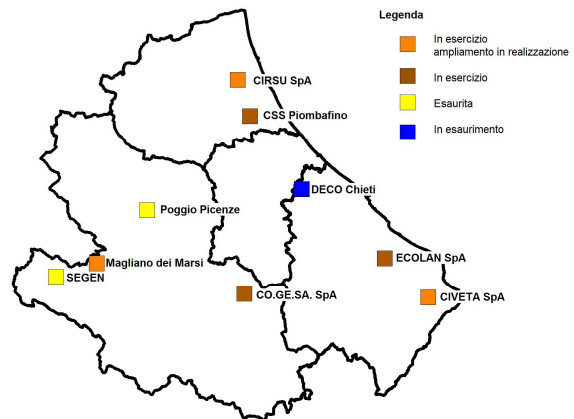 Legenda
In esercizio
ampliamento in realizzazione
In esercizio
Esaurita
In esaurimento
CIRSU SpA
CSS Piombafino
DECO Chieti
Poggio Picenze
Magliano dei Marsi
SEGEN
ECOLAN SpA
CO.GE.SA. SpA
CIVETA SpA